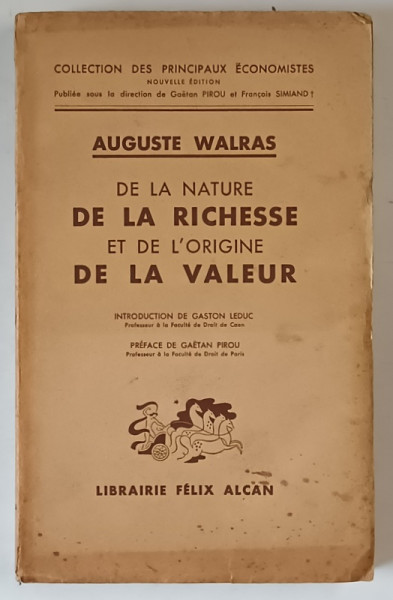 COLLECTION DES PRINCIPAUX ÉCONOMISTES
NOUVELLE ÉDITION
Publiée sous la direction de Gaëtan PIROU et François SIMIAND †
AUGUSTE WALRAS
DE LA NATURE
DE LA RICHESSE
ET DE L'ORIGINE
DE LA VALEUR
INTRODUCTION DE GASTON LEDUC
Professeur à la Faculté de Droit de Caen
PRÉFACE DE GAËTAN PIROU
Professeur à la Faculté de Droit de Paris
LIBRAIRIE FÉLIX ALCAN